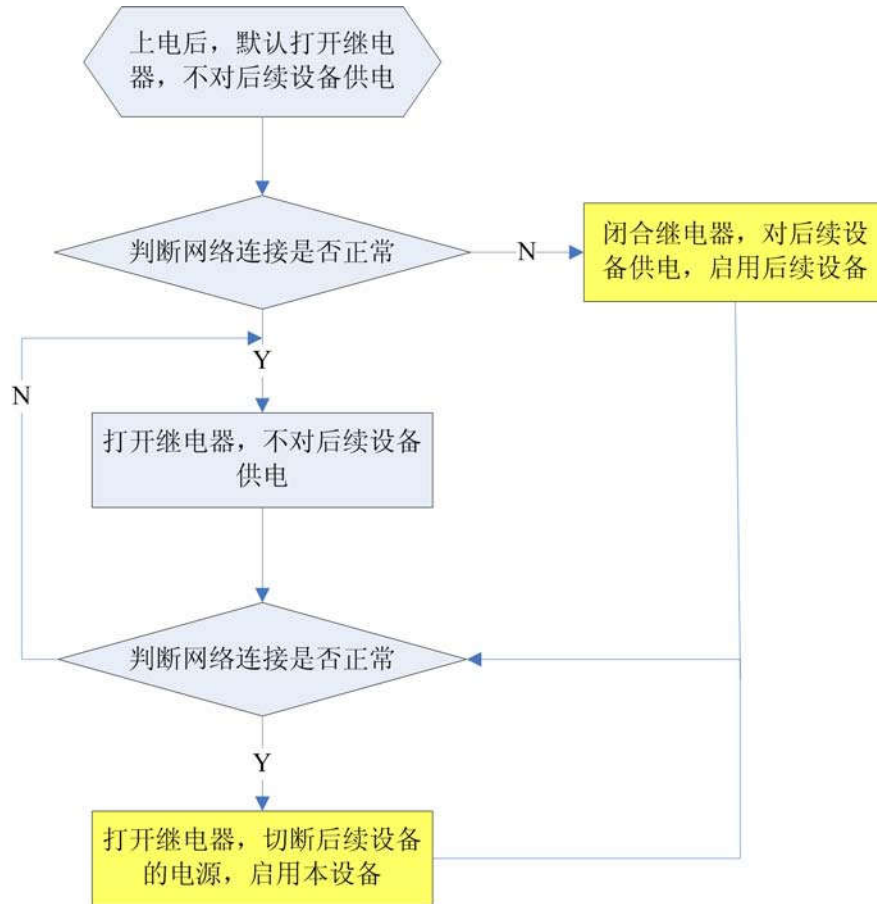 上电后，默认打开继电
器，不对后续设备供电
判断网络连接是否正常
N
闭合继电器，对后续设
备供电，启用后续设备
Y
N
打开继电器，不对后续设备
供电
判断网络连接是否正常
Y
打开继电器，切断后续设备
的电源，启用本设备